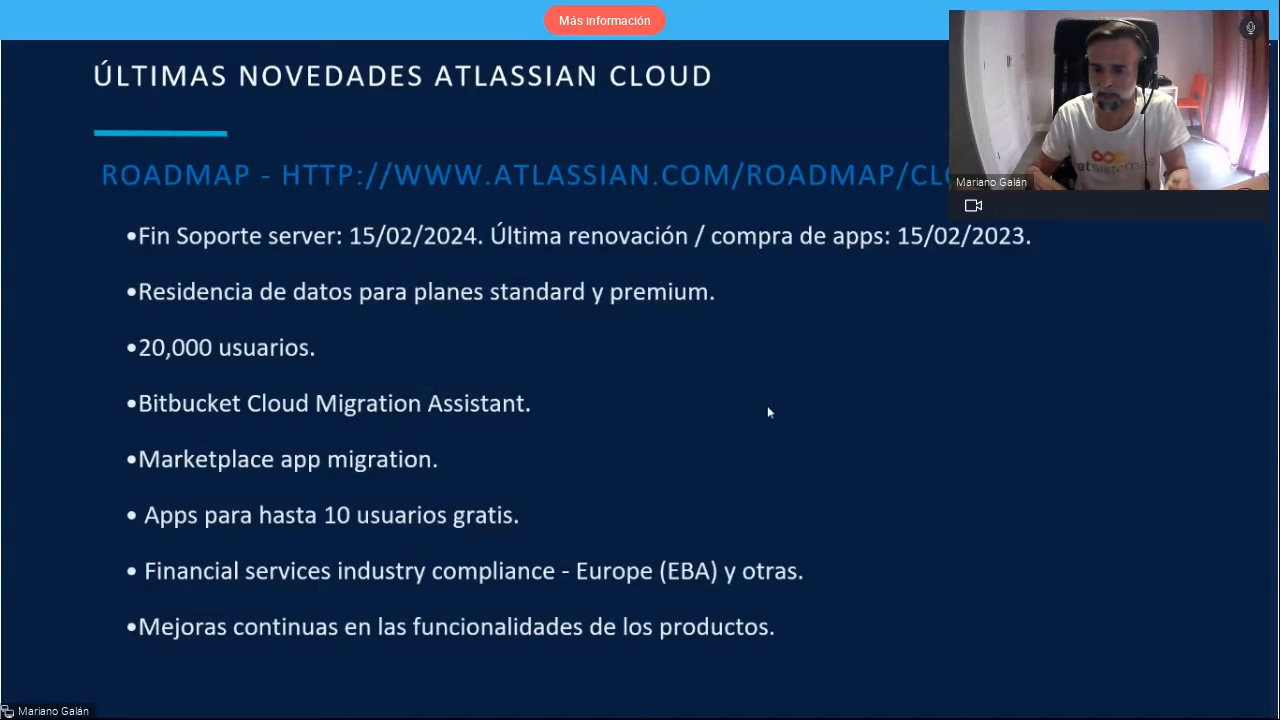 Más información
ÚLTIMAS NOVEDADES ATLASSIAN CLOUD
ROADMAP - HTTP://WWW.ATLASSIAN.COM/ROADMAP/CLO
atsistemas
Mariano Galán
•Fin Soporte server: 15/02/2024. Última renovación / compra de apps: 15/02/2023.
•Residencia de datos para planes standard y premium.
•20,000 usuarios.
•Bitbucket Cloud Migration Assistant.
•Marketplace app migration.
• Apps para hasta 10 usuarios gratis.
• Financial services industry compliance - Europe (EBA) y otras.
•Mejoras continuas en las funcionalidades de los productos.
Mariano Galán